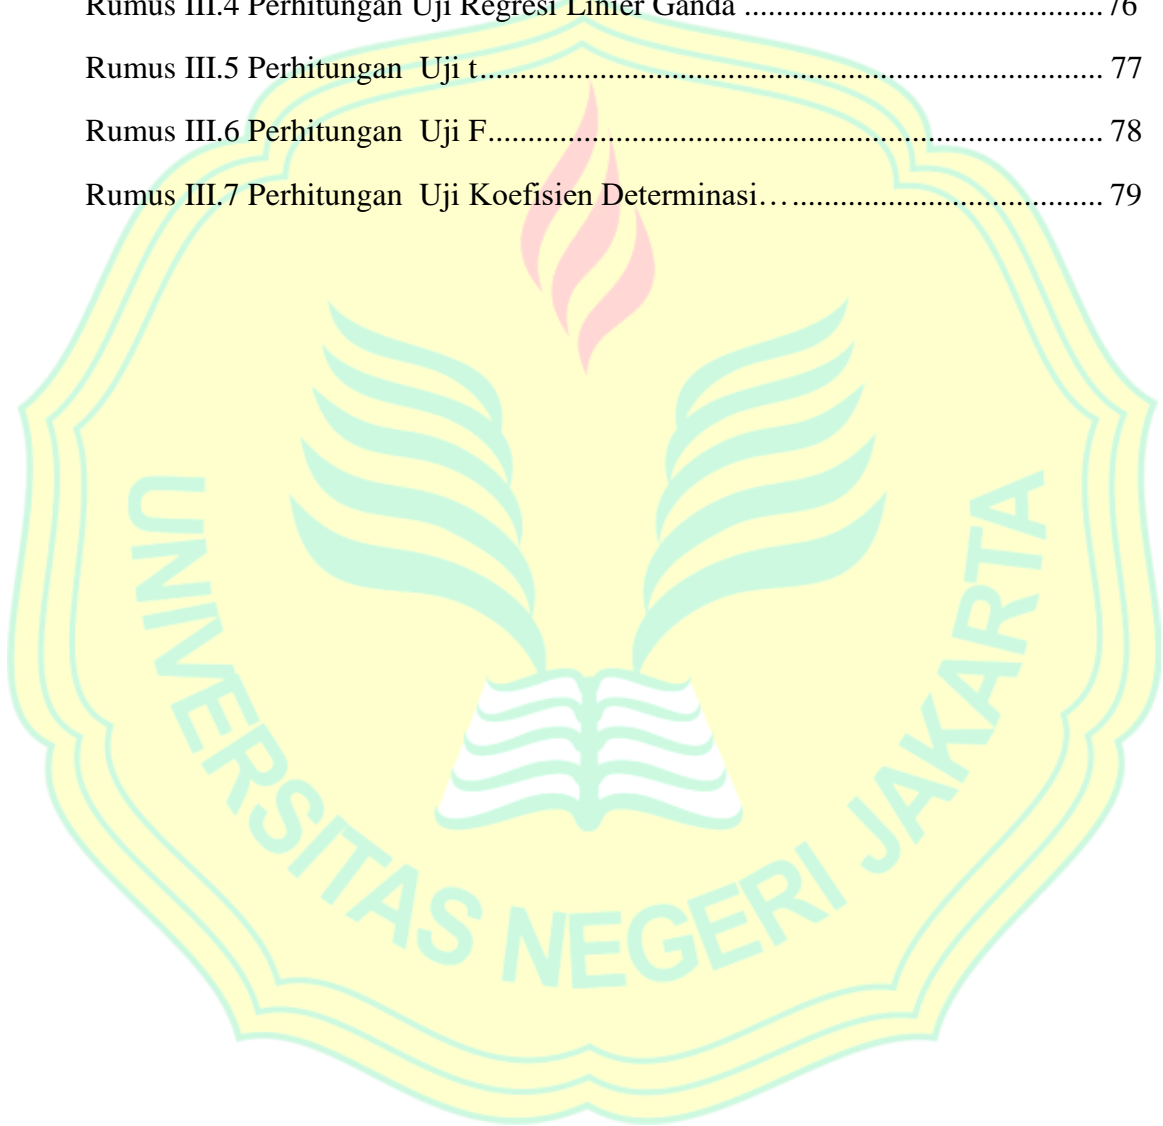 Rumus III.4 Perhitungan Uji Regresi Linier Ganda ..................................... 76
Rumus III.5 Perhitungan  Uji t................................................................. 77
Rumus III.6 Perhitungan  Uji F................................................................ 78
Rumus III.7 Perhitungan  Uji Koefisien Determinasi….................................. 79
UNIVERSITAS NEGERI JAKARTA